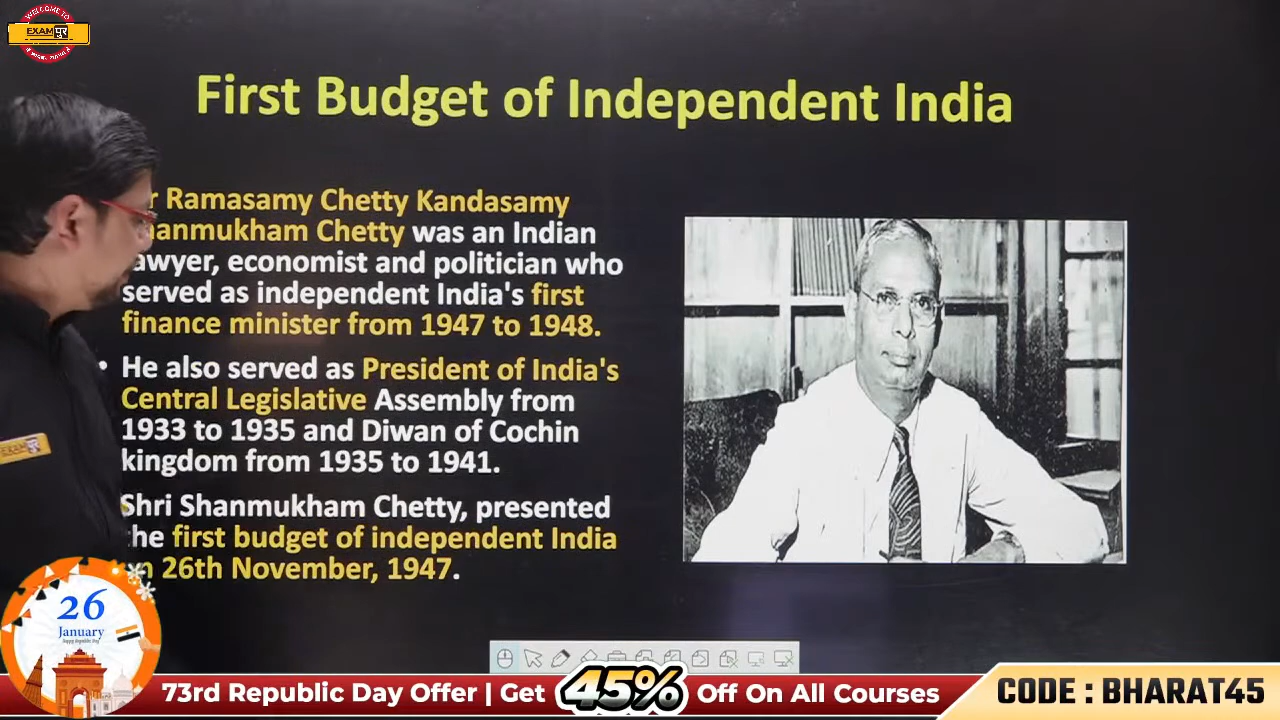 WELCOME TO
EXAM पुर
First Budget of Independent India
Ramasamy Chetty Kandasamy
Chetty was an Indian
economist and politician who
served as independent India's first
finance minister from 1947 to 1948.
• He also served as President of India's
Central Legislative Assembly from
1933 to 1935 and Diwan of Cochin
kingdom from 1935 to 1941.
Shri Shanmukham Chetty, presented
the first budget of independent India
26th November, 1947.
EXAM
26
January
73rd Republic Day Offer | Get 45% Off On All Courses
CODE : BHARAT45